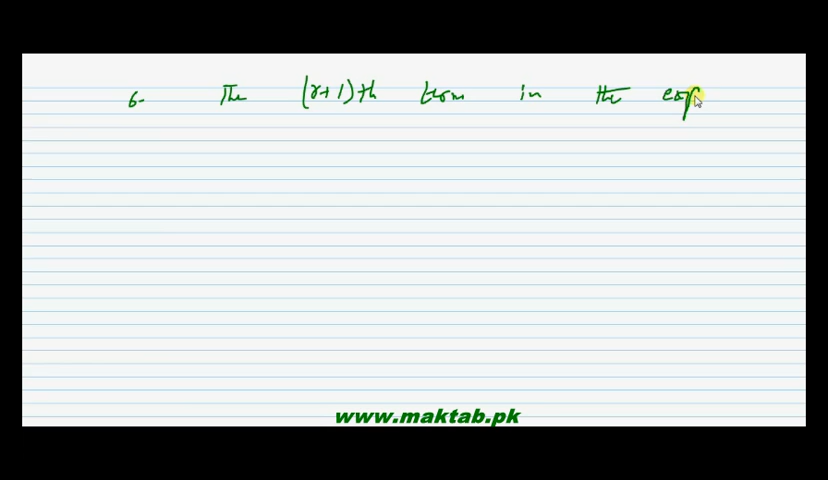 6- The (r+1)th term in the exp
www.maktab.pk